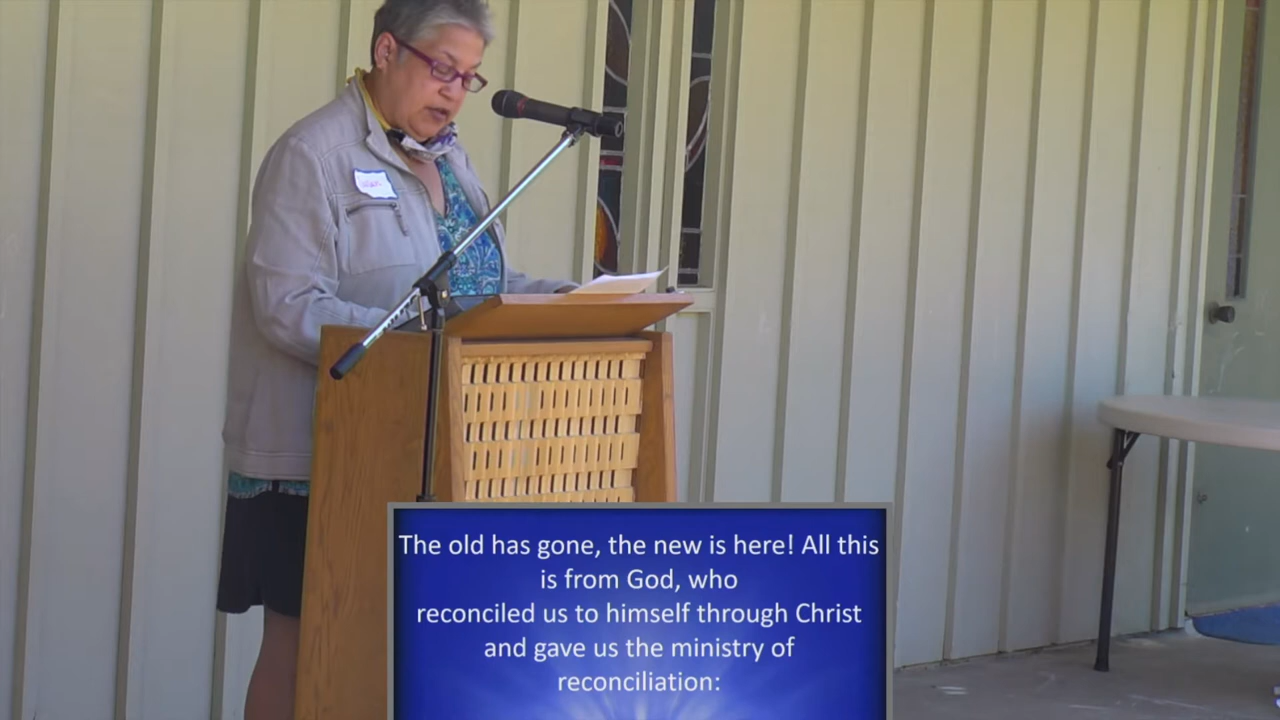 The old has gone, the new is here! All this
is from God, who
reconciled us to himself through Christ
and gave us the ministry of
reconciliation: